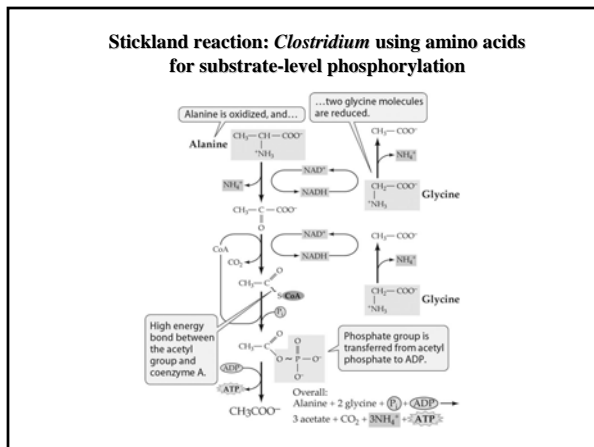 Stickland reaction: Clostridium using amino acids
for substrate-level phosphorylation
Alanine is oxidized, and…
…two glycine molecules
are reduced.
CH₃—COO⁻
CH₃—CH—COO⁻
Alanine
⁺NH₃
NH₄⁺
NAD⁺
NADH
NH₄⁺
CH₂—COO⁻
⁺NH₃
Glycine
CH₃—C—COO⁻
O
CH₃—COO⁻
CoA
CO₂
NAD⁺
NADH
NH₄⁺
O
CH₃—C
S CoA
CH₂—COO⁻
⁺NH₃
Glycine
Pᵢ
High energy
bond between
the acetyl
group and
coenzyme A.
O
CH₃—C
O
O~P—O⁻
O⁻
Phosphate group is
transferred from acetyl
phosphate to ADP.
ADP
ATP
CH3COO⁻
Overall:
Alanine + 2 glycine + Pᵢ + ADP ⟶
3 acetate + CO₂ + 3NH₄⁺ + ATP